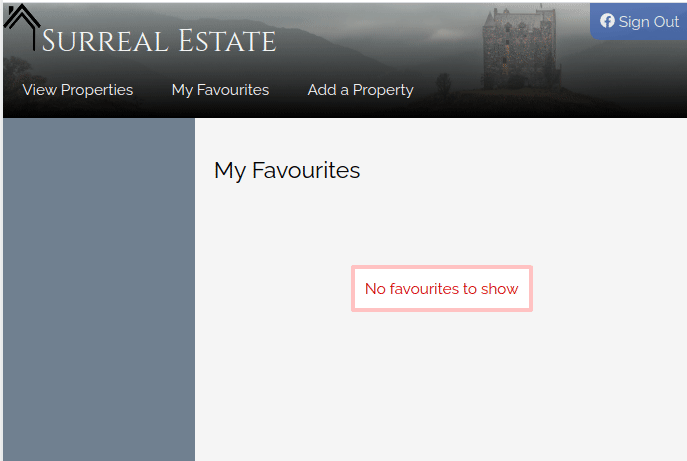 Surreal Estate
Sign Out
View Properties My Favourites Add a Property
My Favourites
No favourites to show